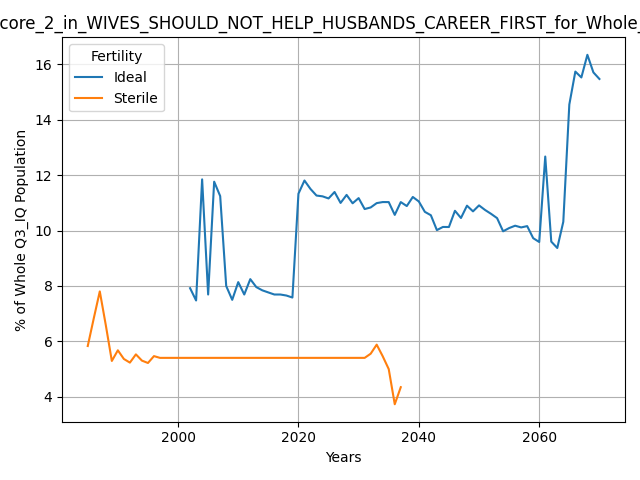 core_2_in_WIVES_SHOULD_NOT_HELP_HUSBANDS_CAREER_FIRST_for_Whole_
Fertility
Ideal
Sterile
% of Whole Q3_IQ Population
16
14
12
10
8
6
4
2000
2020
2040
2060
Years